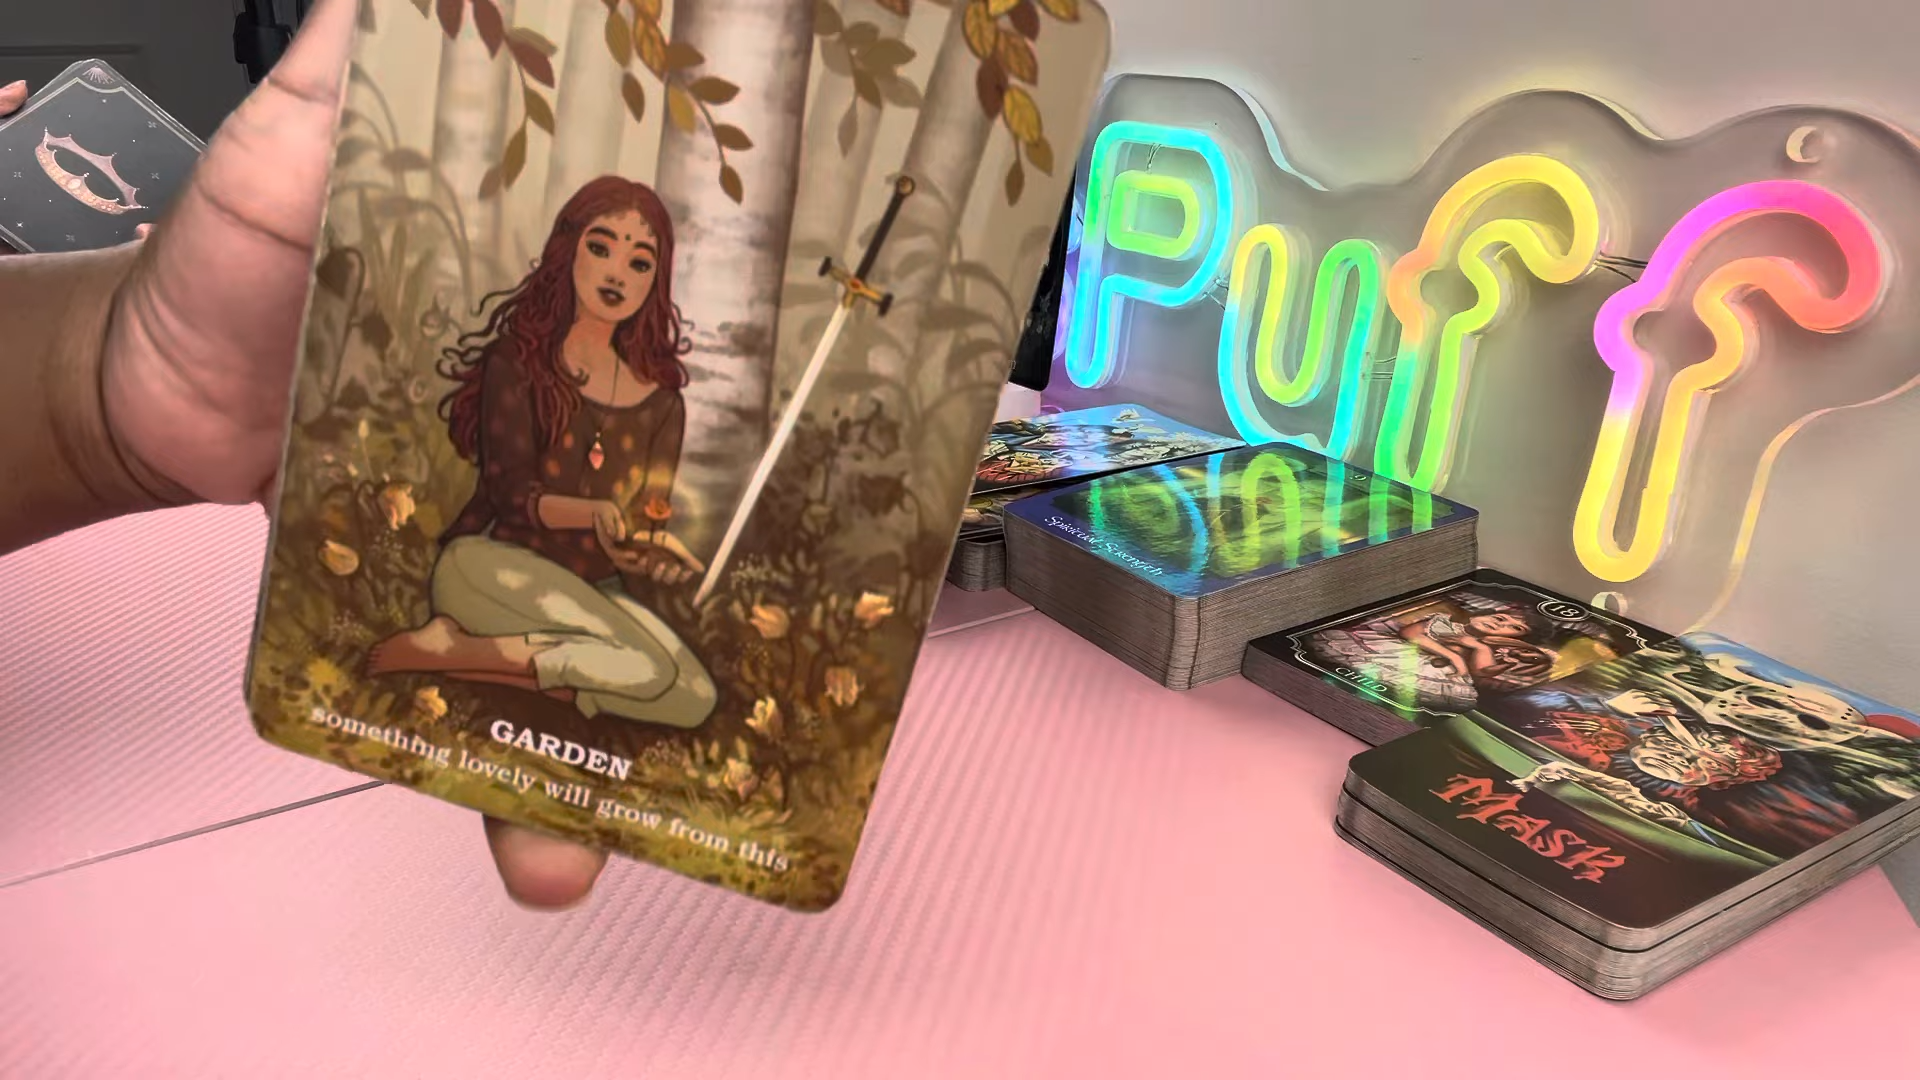 GARDEN
something lovely will grow from this
Puff
Spiritual Strength
18
CHILD
MASK